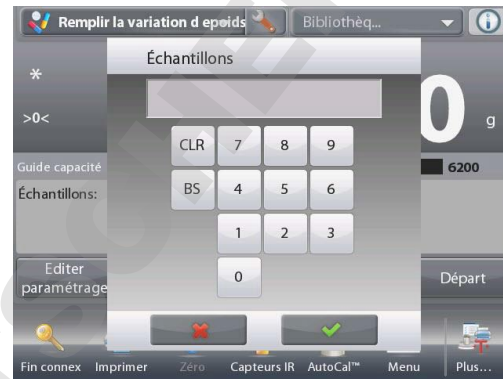 Remplir la variation d epoids
Bibliothèq...
Échantillons
*
>0<
0 g
CLR 7 8 9
Guide capacité
6200
Échantillons:
BS 4 5 6
1 2 3
0
Editer
paramétrage
Départ
Fin connex Imprimer Zéro Capteurs IR AutoCal™ Menu Plus...